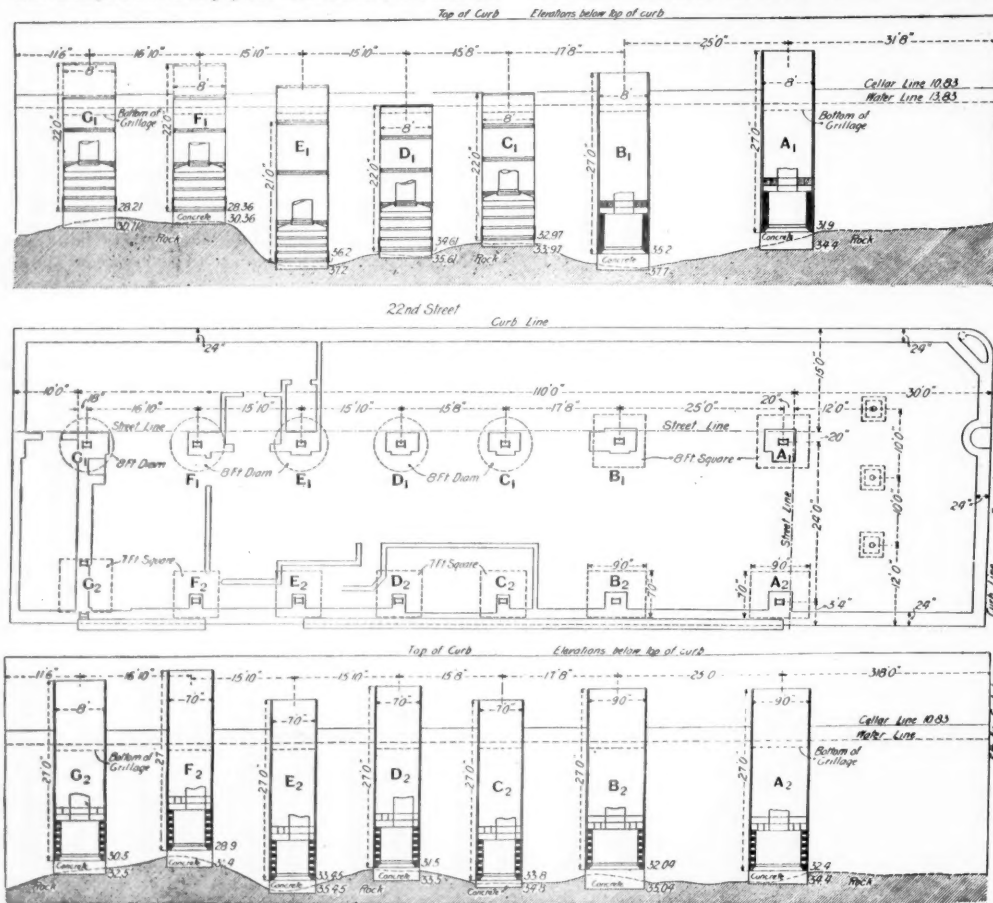 Top of Curb Elevations below top of curb
11'6" 16'10" 15'10" 15'10" 15'8" 17'8" 25'0" 31'8"
8' 8' 8' 8' 8' 8'
Cellar Line 10.83
Water Line 13.83
Bottom of Grillage
Bottom of Grillage
22'0" 22'0" 21'0" 22'0" 22'0" 27'0" 27'0"
G1 F1 E1 D1 C1 B1 A1
28.21 28.36 36.2 34.61 32.97 35.2 31.9
30.71 Concrete 30.36 37.2 35.61 33.97 Concrete 37.7 Concrete 34.4
Rock Rock Rock
22nd Street
Curb Line
24" 24"
10'0" 18" 110'0" 15'0" 30'0"
16'10" 15'10" 15'10" 15'8" 17'8" 25'0" 20" 12'0"
Street Line Street Line 20"
G1 8 Ft Diam F1 8 Ft Diam E1 D1 8 Ft Diam C1 B1 8 Ft Square A1
10'0"
24'0" Street Line 10'0" 24"
7 Ft Square 7 Ft Square 9'0" 9'0" 12'0"
G2 F2 E2 D2 C2 B2 7'0" 7'0" A2
3'4" 24" Curb Line
Top of Curb Elevations below top of curb
11'6" 16'10" 15'10" 15'10" 15'8" 17'8" 25'0 318'0"
8' 7'0" 7'0" 7'0" 7'0" 9'0" 9'0"
Cellar Line 10.83
Water Line
Bottom of Grillage
Bottom of Grillage
27'0" 27' 27'0" 27'0" 27'0" 27'0" 27'0"
G2 F2 E2 D2 C2 B2 A2
30.5 28.9 33.45 31.5 33.8 32.04 32.4
Concrete 32.5 Concrete 31.4 Concrete 35.45 Concrete 33.5 Concrete 34.8 Concrete 35.04 Concrete 34.4
Rock Rock Rock